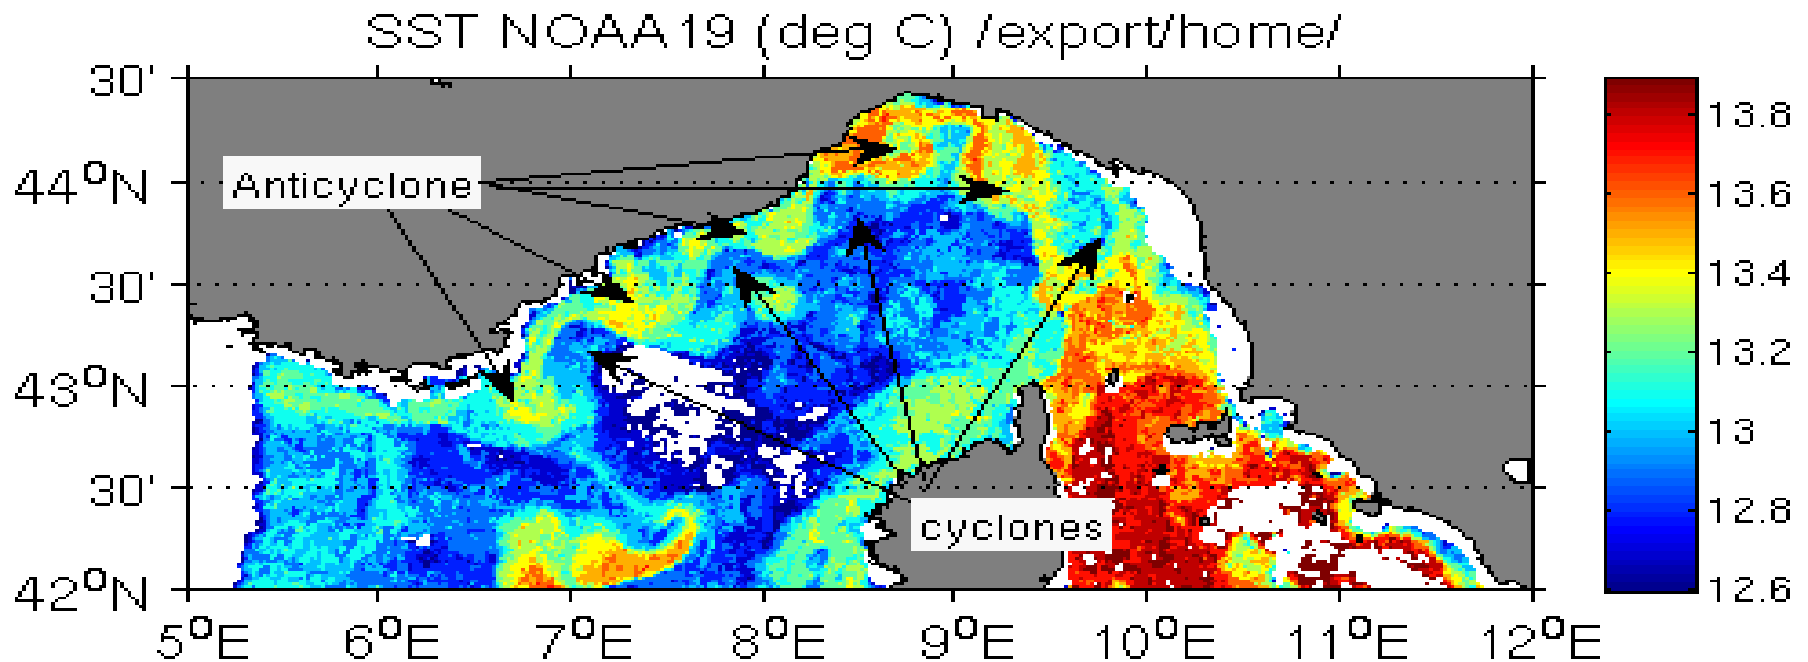 SST NOAA19 (deg C) /export/home/
30'
44°N
30'
43°N
30'
42°N
Anticyclone
cyclones
5°E 6°E 7°E 8°E 9°E 10°E 11°E 12°E
13.8
13.6
13.4
13.2
13
12.8
12.6